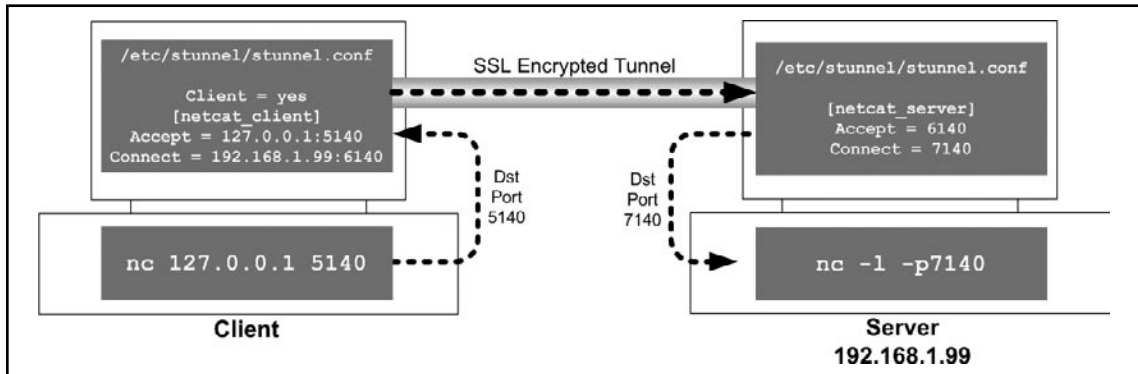 /etc/stunnel/stunnel.conf
Client = yes
[netcat_client]
Accept = 127.0.0.1:5140
Connect = 192.168.1.99:6140
SSL Encrypted Tunnel
/etc/stunnel/stunnel.conf
[netcat_server]
Accept = 6140
Connect = 7140
Dst
Port
5140
Dst
Port
7140
nc 127.0.0.1 5140
nc -l -p7140
Client
Server
192.168.1.99